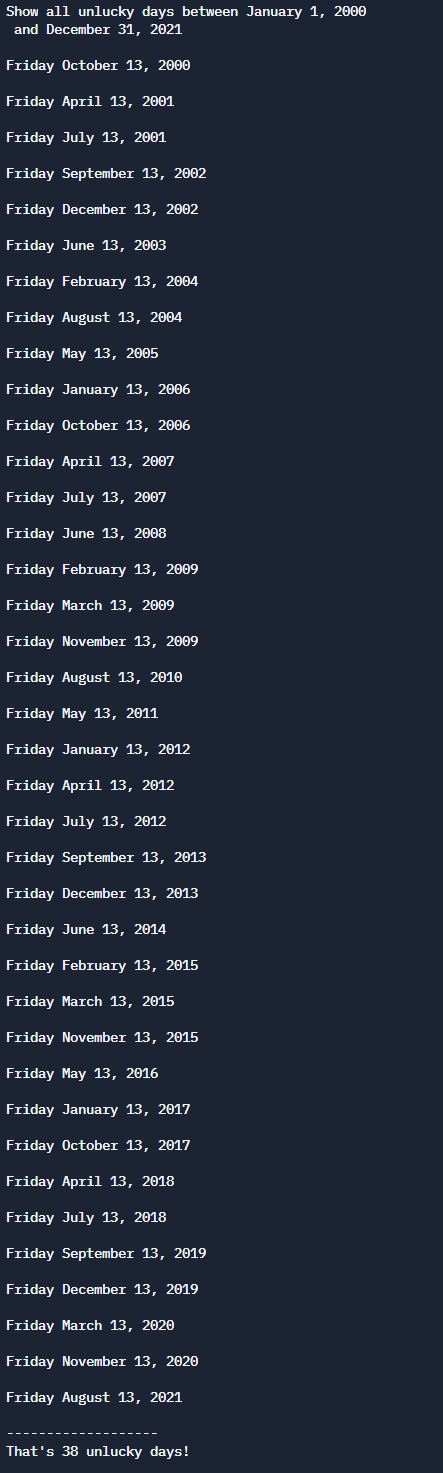 Show all unlucky days between January 1, 2000
and December 31, 2021
Friday October 13, 2000
Friday April 13, 2001
Friday July 13, 2001
Friday September 13, 2002
Friday December 13, 2002
Friday June 13, 2003
Friday February 13, 2004
Friday August 13, 2004
Friday May 13, 2005
Friday January 13, 2006
Friday October 13, 2006
Friday April 13, 2007
Friday July 13, 2007
Friday June 13, 2008
Friday February 13, 2009
Friday March 13, 2009
Friday November 13, 2009
Friday August 13, 2010
Friday May 13, 2011
Friday January 13, 2012
Friday April 13, 2012
Friday July 13, 2012
Friday September 13, 2013
Friday December 13, 2013
Friday June 13, 2014
Friday February 13, 2015
Friday March 13, 2015
Friday November 13, 2015
Friday May 13, 2016
Friday January 13, 2017
Friday October 13, 2017
Friday April 13, 2018
Friday July 13, 2018
Friday September 13, 2019
Friday December 13, 2019
Friday March 13, 2020
Friday November 13, 2020
Friday August 13, 2021
-------------------
That's 38 unlucky days!